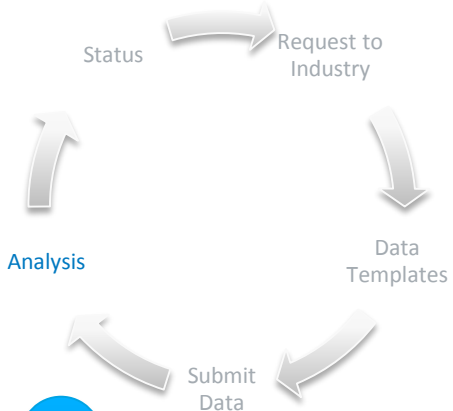 Status
Request to
Industry
Data
Templates
Submit
Data
Analysis